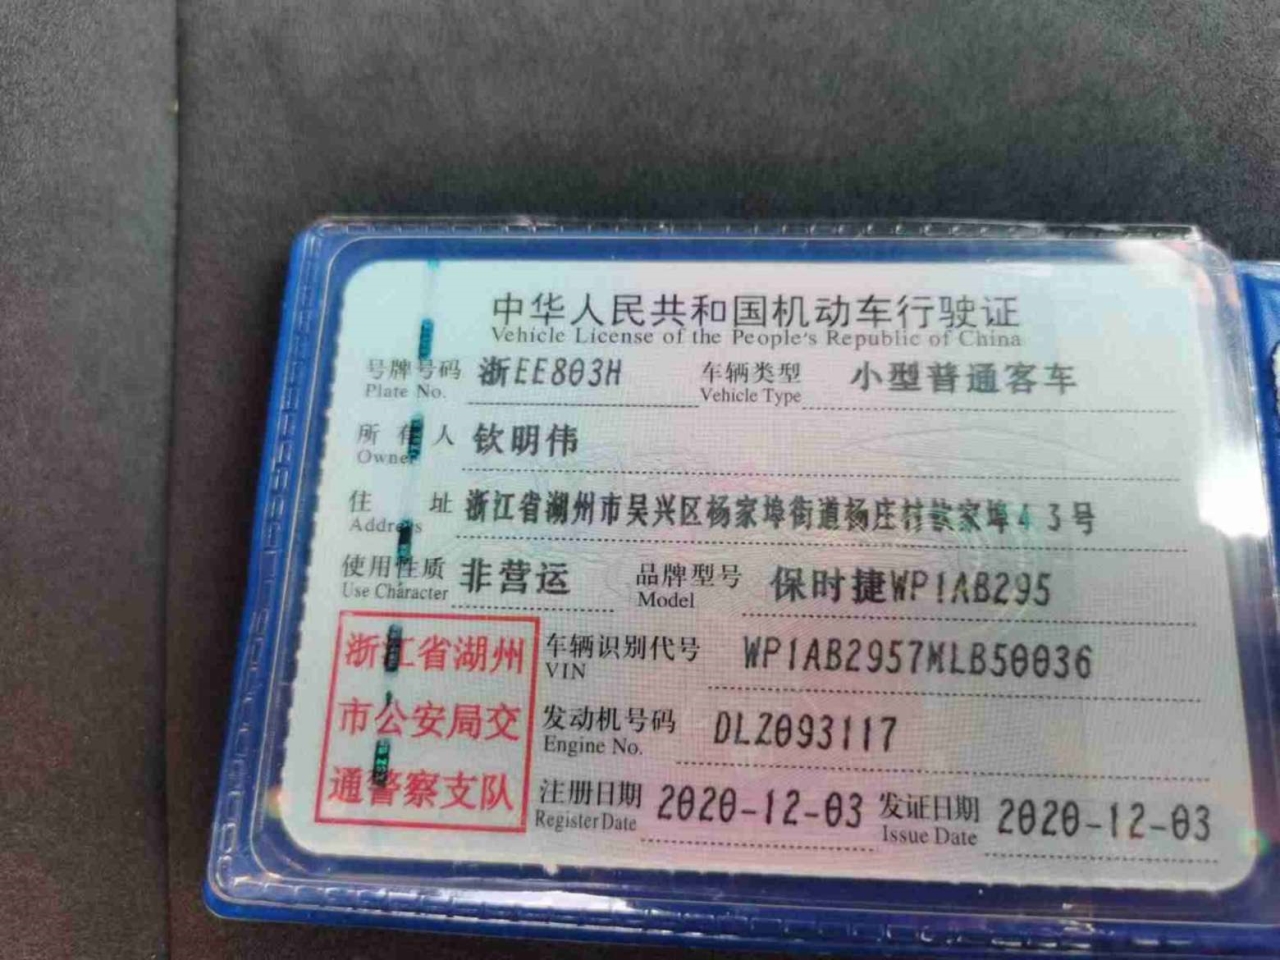 中华人民共和国机动车行驶证
Vehicle License of the People's Republic of China
号牌号码 浙EE803H 车辆类型 小型普通客车
Plate No. Vehicle Type
所有人 钦明伟
Owner
住址 浙江省湖州市吴兴区杨家埠街道杨庄村钦家埠43号
Address
使用性质 非营运 品牌型号 保时捷WP1AB295
Use Character Model
浙江省湖州
市公安局交
通警察支队
车辆识别代号 WP1AB2957MLB50036
VIN
发动机号码 DLZ093117
Engine No.
注册日期 2020-12-03 发证日期 2020-12-03
Register Date Issue Date